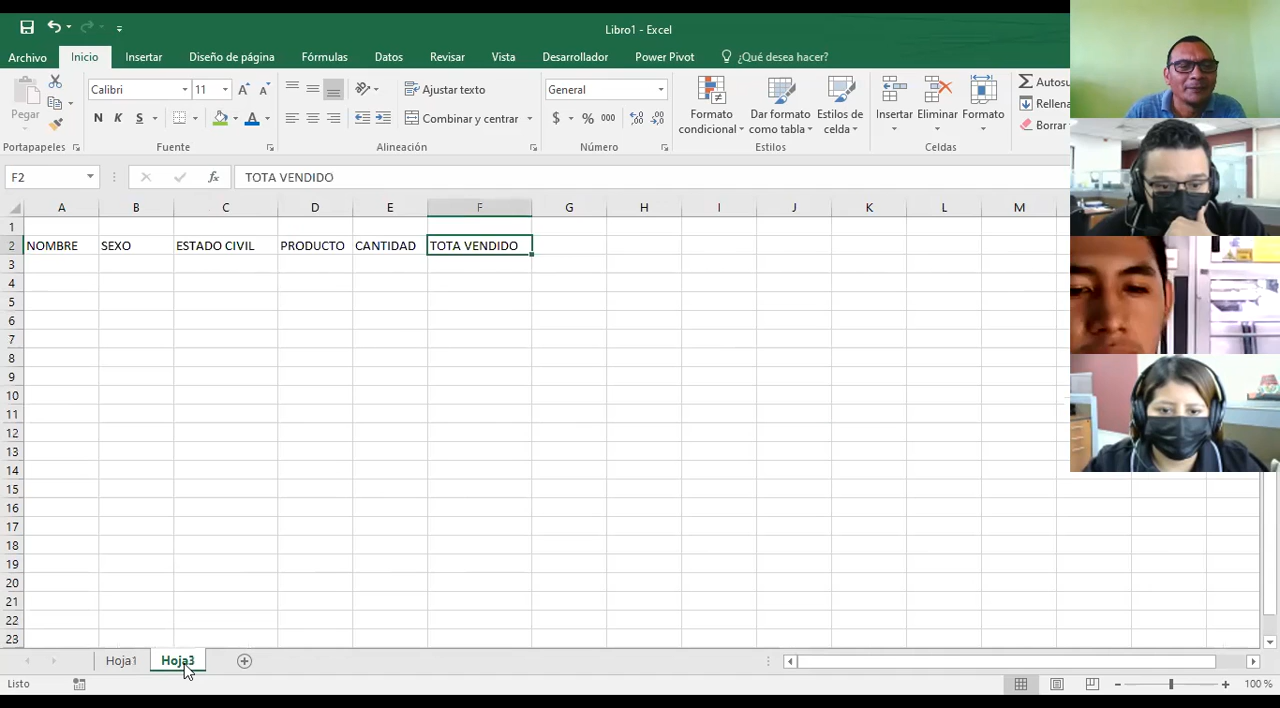 Libro1 - Excel
Archivo Inicio Insertar Diseño de página Fórmulas Datos Revisar Vista Desarrollador Power Pivot ¿Qué desea hacer?
Pegar
Portapapeles
Calibri 11
N K S
Fuente
Ajustar texto
Combinar y centrar
Alineación
General
$ % 000
Número
Formato condicional
Dar formato como tabla
Estilos de celda
Estilos
Insertar Eliminar Formato
Celdas
Autosu
Rellena
Borrar
F2 fx TOTA VENDIDO
A B C D E F G H I J K L M
1
2 NOMBRE SEXO ESTADO CIVIL PRODUCTO CANTIDAD TOTA VENDIDO
3
4
5
6
7
8
9
10
11
12
13
14
15
16
17
18
19
20
21
22
23
Hoja1 Hoja3
Listo 100 %